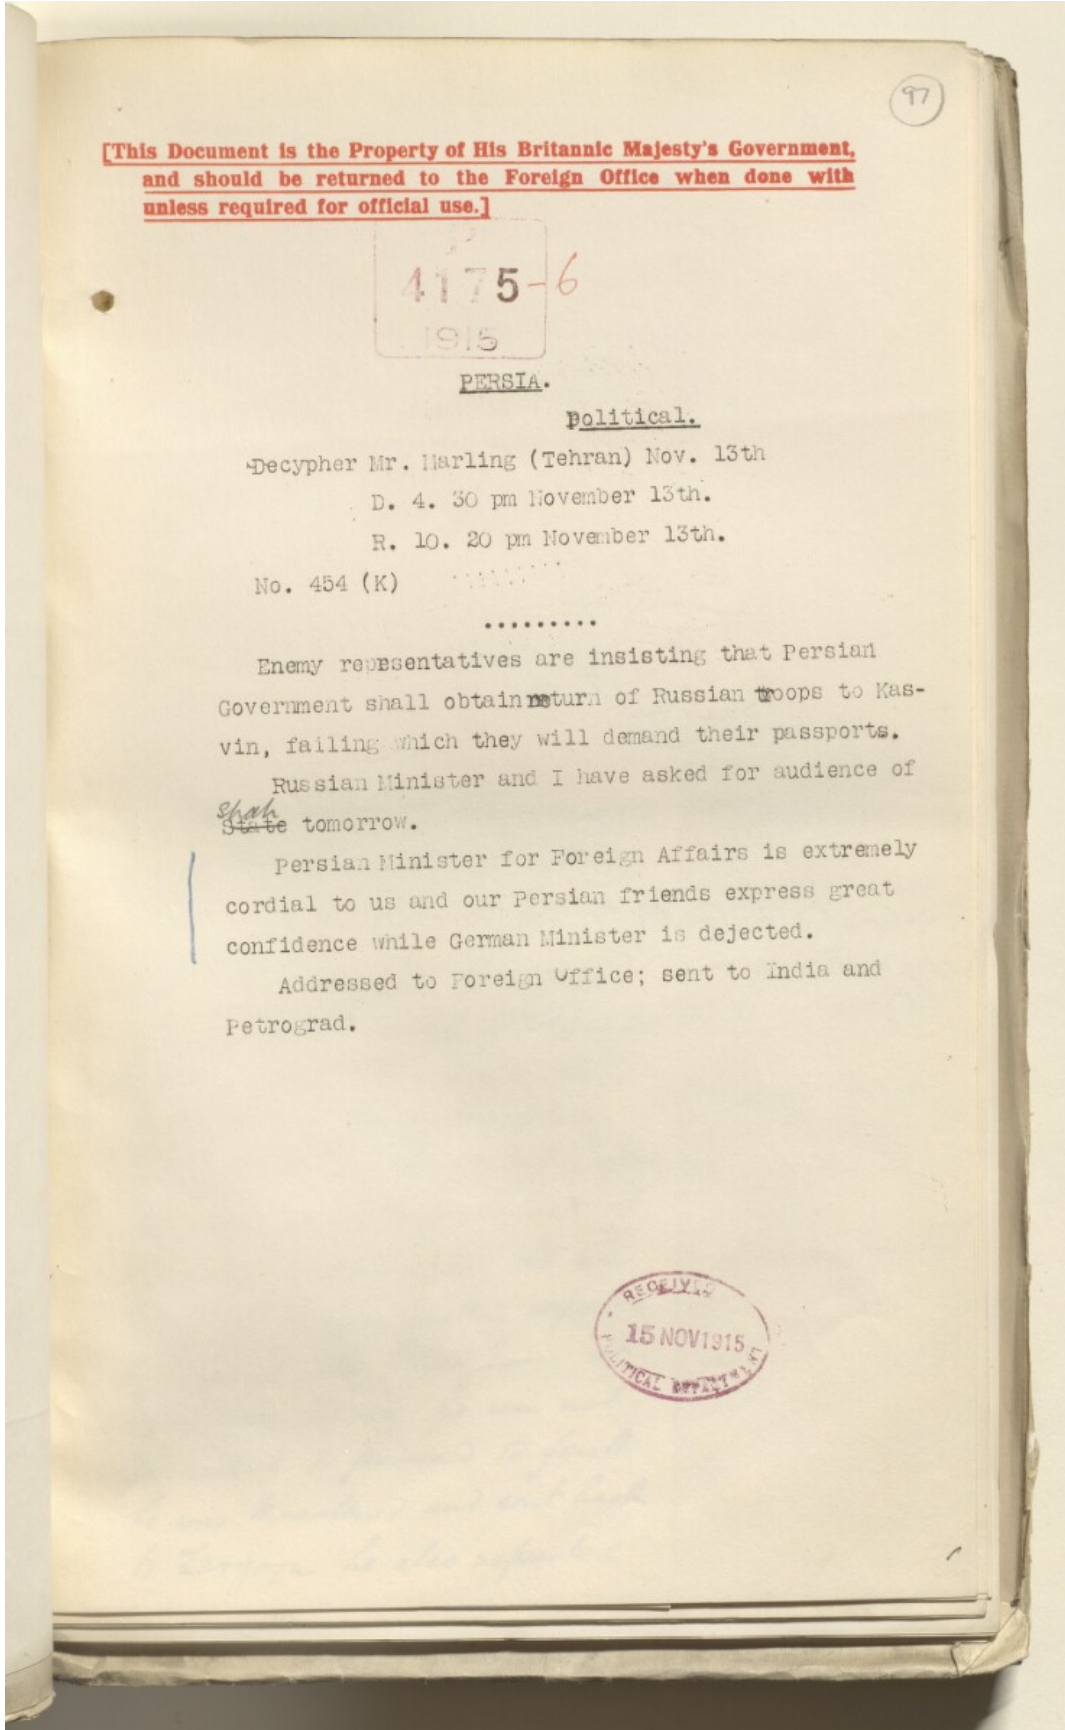 97
[This Document is the Property of His Britannic Majesty's Government,
and should be returned to the Foreign Office when done with
unless required for official use.]
P
4175-6
1915
PERSIA.
Political.
Decypher Mr. Marling (Tehran) Nov. 13th
D. 4. 30 pm November 13th.
R. 10. 20 pm November 13th.
No. 454 (K)
.........
Enemy representatives are insisting that Persian
Government shall obtain return of Russian troops to Kas-
vin, failing which they will demand their passports.
Russian Minister and I have asked for audience of
Shah
State tomorrow.
Persian Minister for Foreign Affairs is extremely
cordial to us and our Persian friends express great
confidence while German Minister is dejected.
Addressed to Foreign Office; sent to India and
Petrograd.
RECEIVED
15 NOV 1915
POLITICAL DEPARTMENT